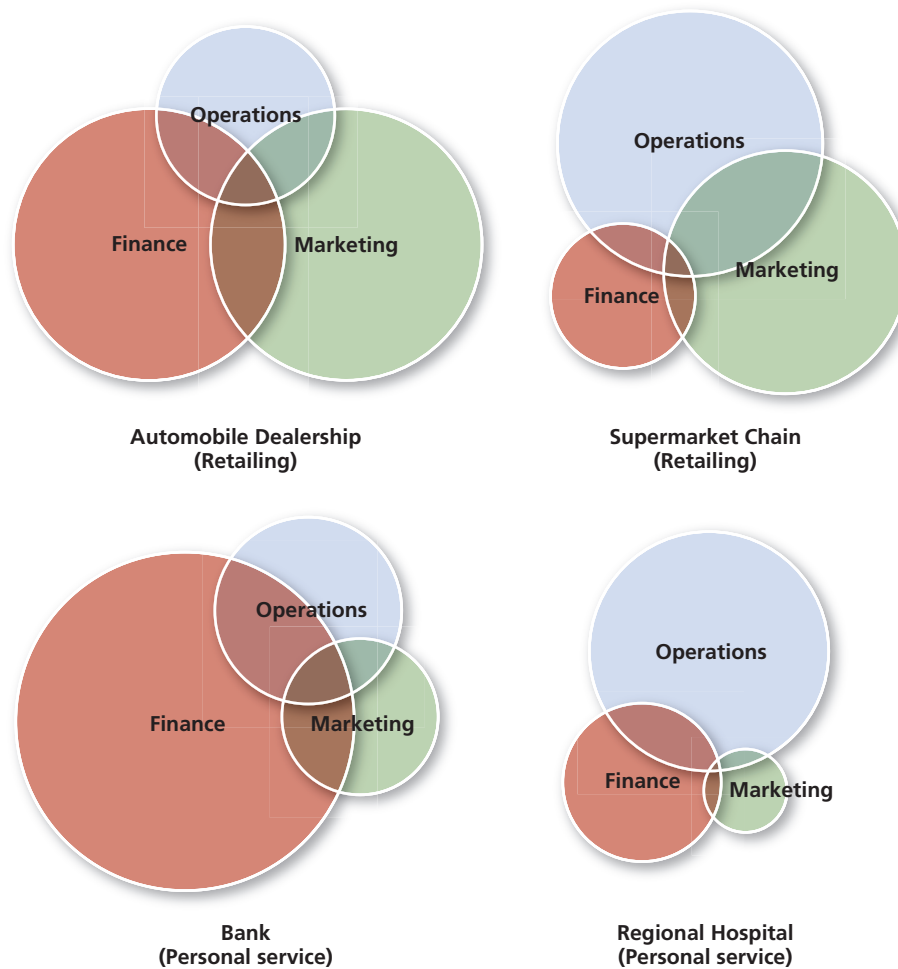 Operations
Finance
Marketing
Automobile Dealership
(Retailing)
Operations
Marketing
Finance
Supermarket Chain
(Retailing)
Operations
Finance
Marketing
Bank
(Personal service)
Operations
Finance
Marketing
Regional Hospital
(Personal service)